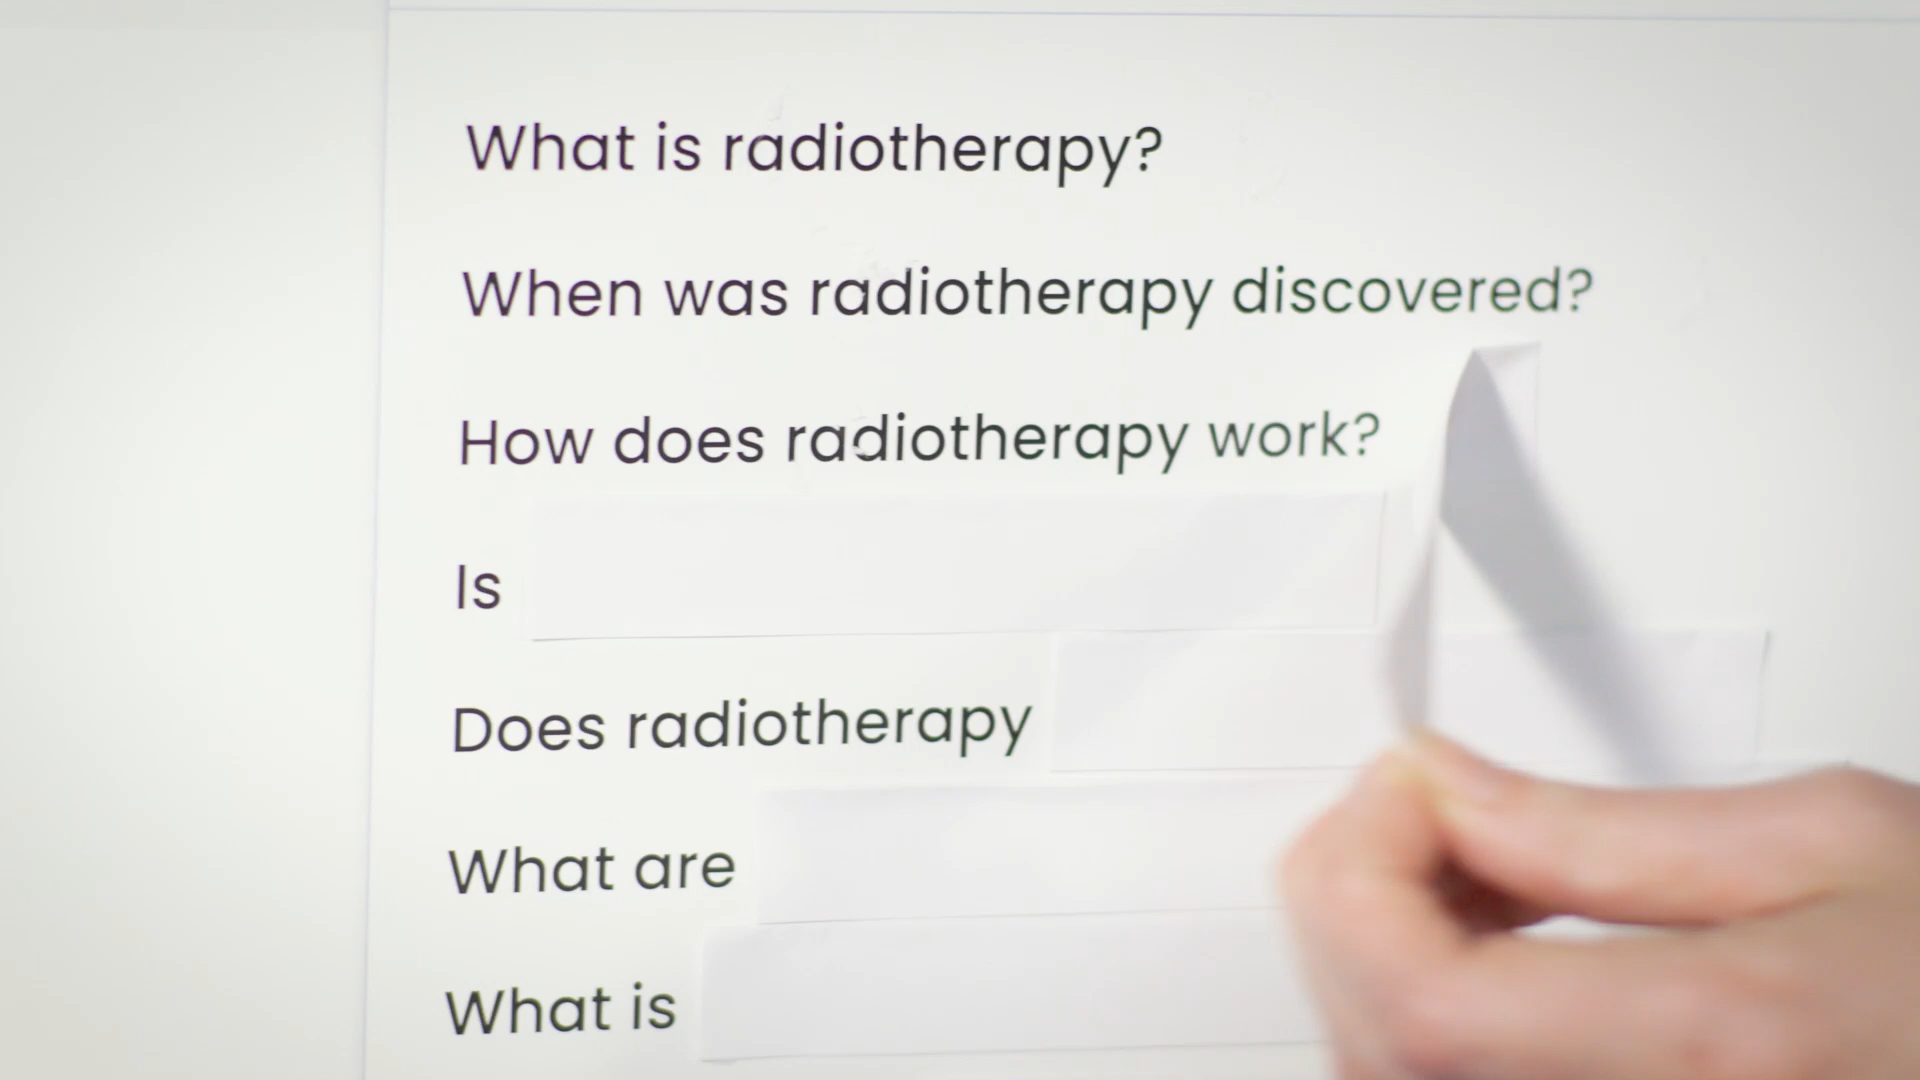 What is radiotherapy?
When was radiotherapy discovered?
How does radiotherapy work?
Is
Does radiotherapy
What are
What is